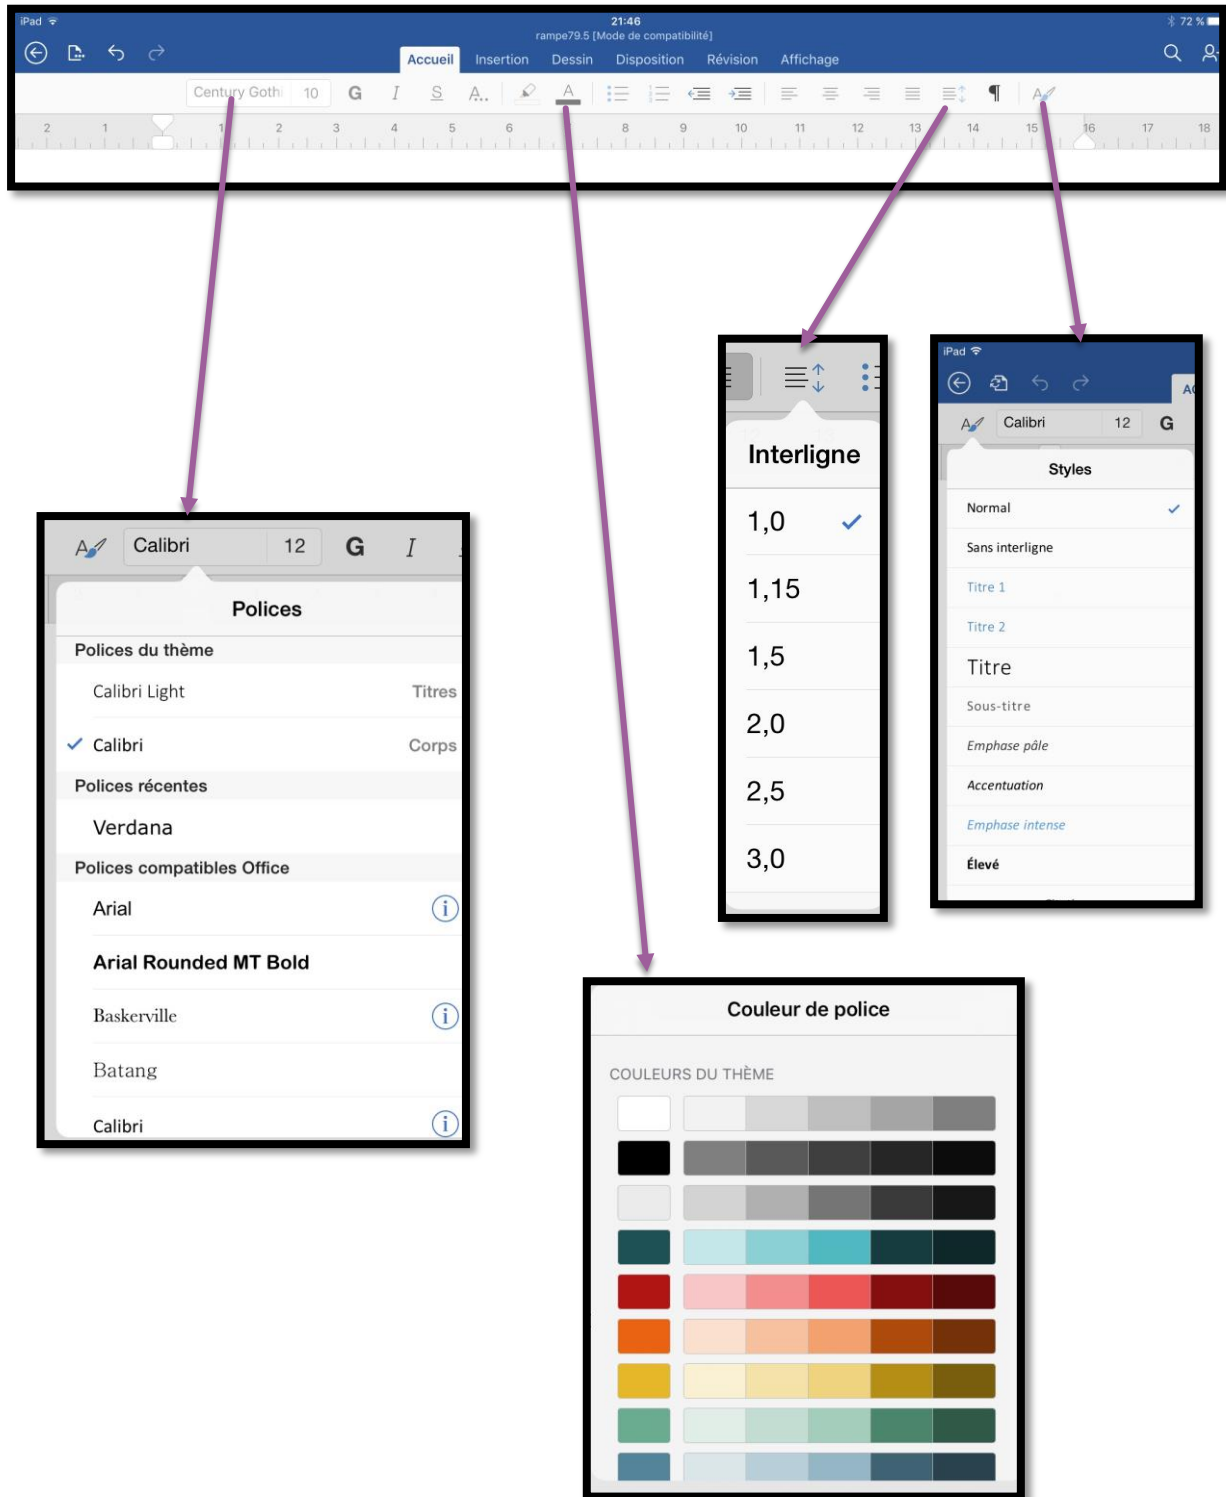 iPad 21:46 72 %
rampe79.5 [Mode de compatibilité]
Accueil Insertion Dessin Disposition Révision Affichage
Century Goth 10 G I S A.. A
2 1 1 2 3 4 5 6 8 9 10 11 12 13 14 15 16 17 18
Interligne
1,0
1,15
1,5
2,0
2,5
3,0
iPad
Calibri 12 G
Styles
Normal
Sans interligne
Titre 1
Titre 2
Titre
Sous-titre
Emphase pâle
Accentuation
Emphase intense
Élevé
Calibri 12 G I
Polices
Polices du thème
Calibri Light Titres
Calibri Corps
Polices récentes
Verdana
Polices compatibles Office
Arial
Arial Rounded MT Bold
Baskerville
Batang
Calibri
Couleur de police
COULEURS DU THÈME